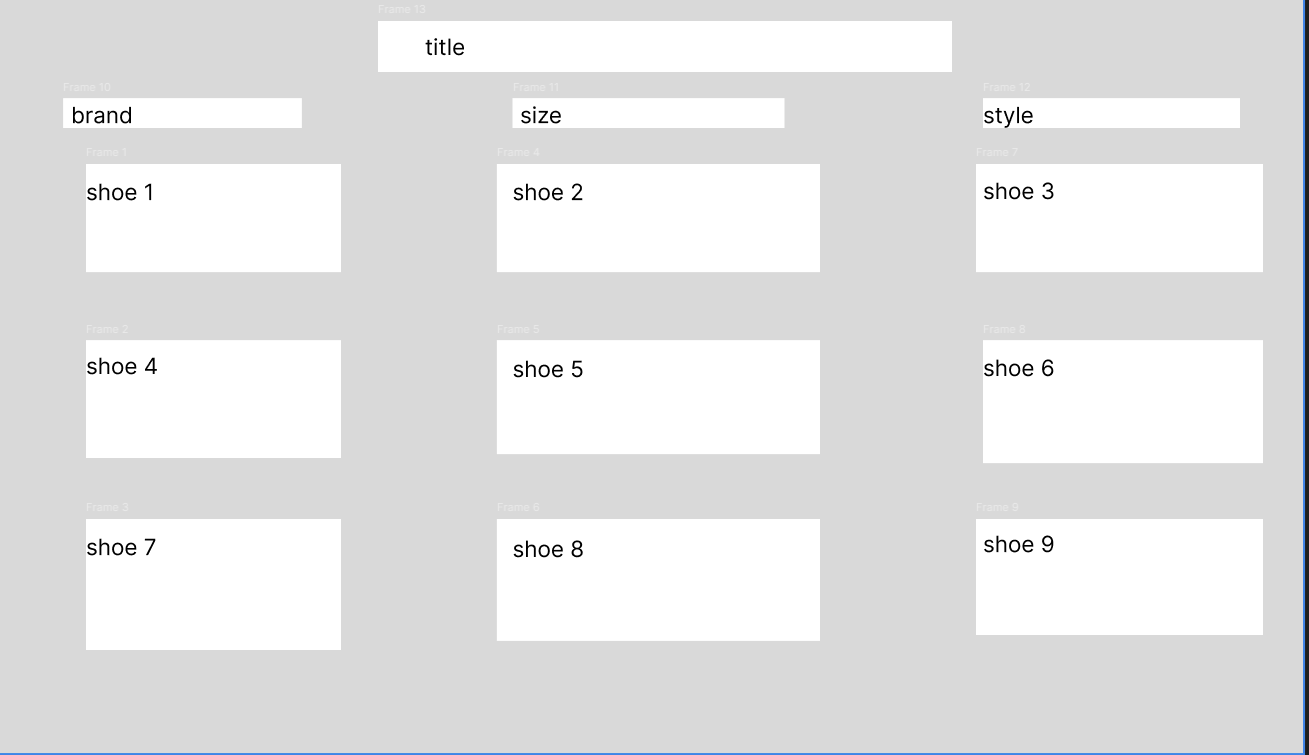 Frame 13
title
Frame 10
Frame 11
Frame 12
brand
size
style
Frame 1
Frame 4
Frame 7
shoe 1
shoe 2
shoe 3
Frame 2
Frame 5
Frame 8
shoe 4
shoe 5
shoe 6
Frame 3
Frame 6
Frame 9
shoe 7
shoe 8
shoe 9